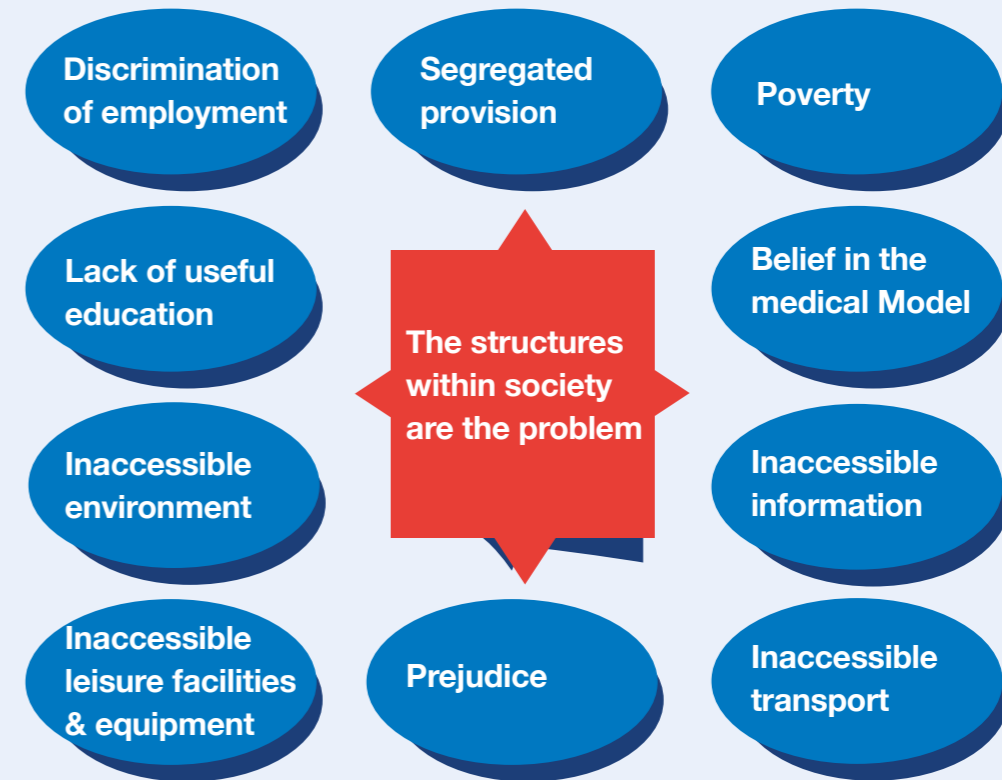 Discrimination
of employment
Segregated
provision
Poverty
Lack of useful
education
The structures
within society
are the problem
Belief in the
medical Model
Inaccessible
environment
Inaccessible
information
Inaccessible
leisure facilities
& equipment
Prejudice
Inaccessible
transport